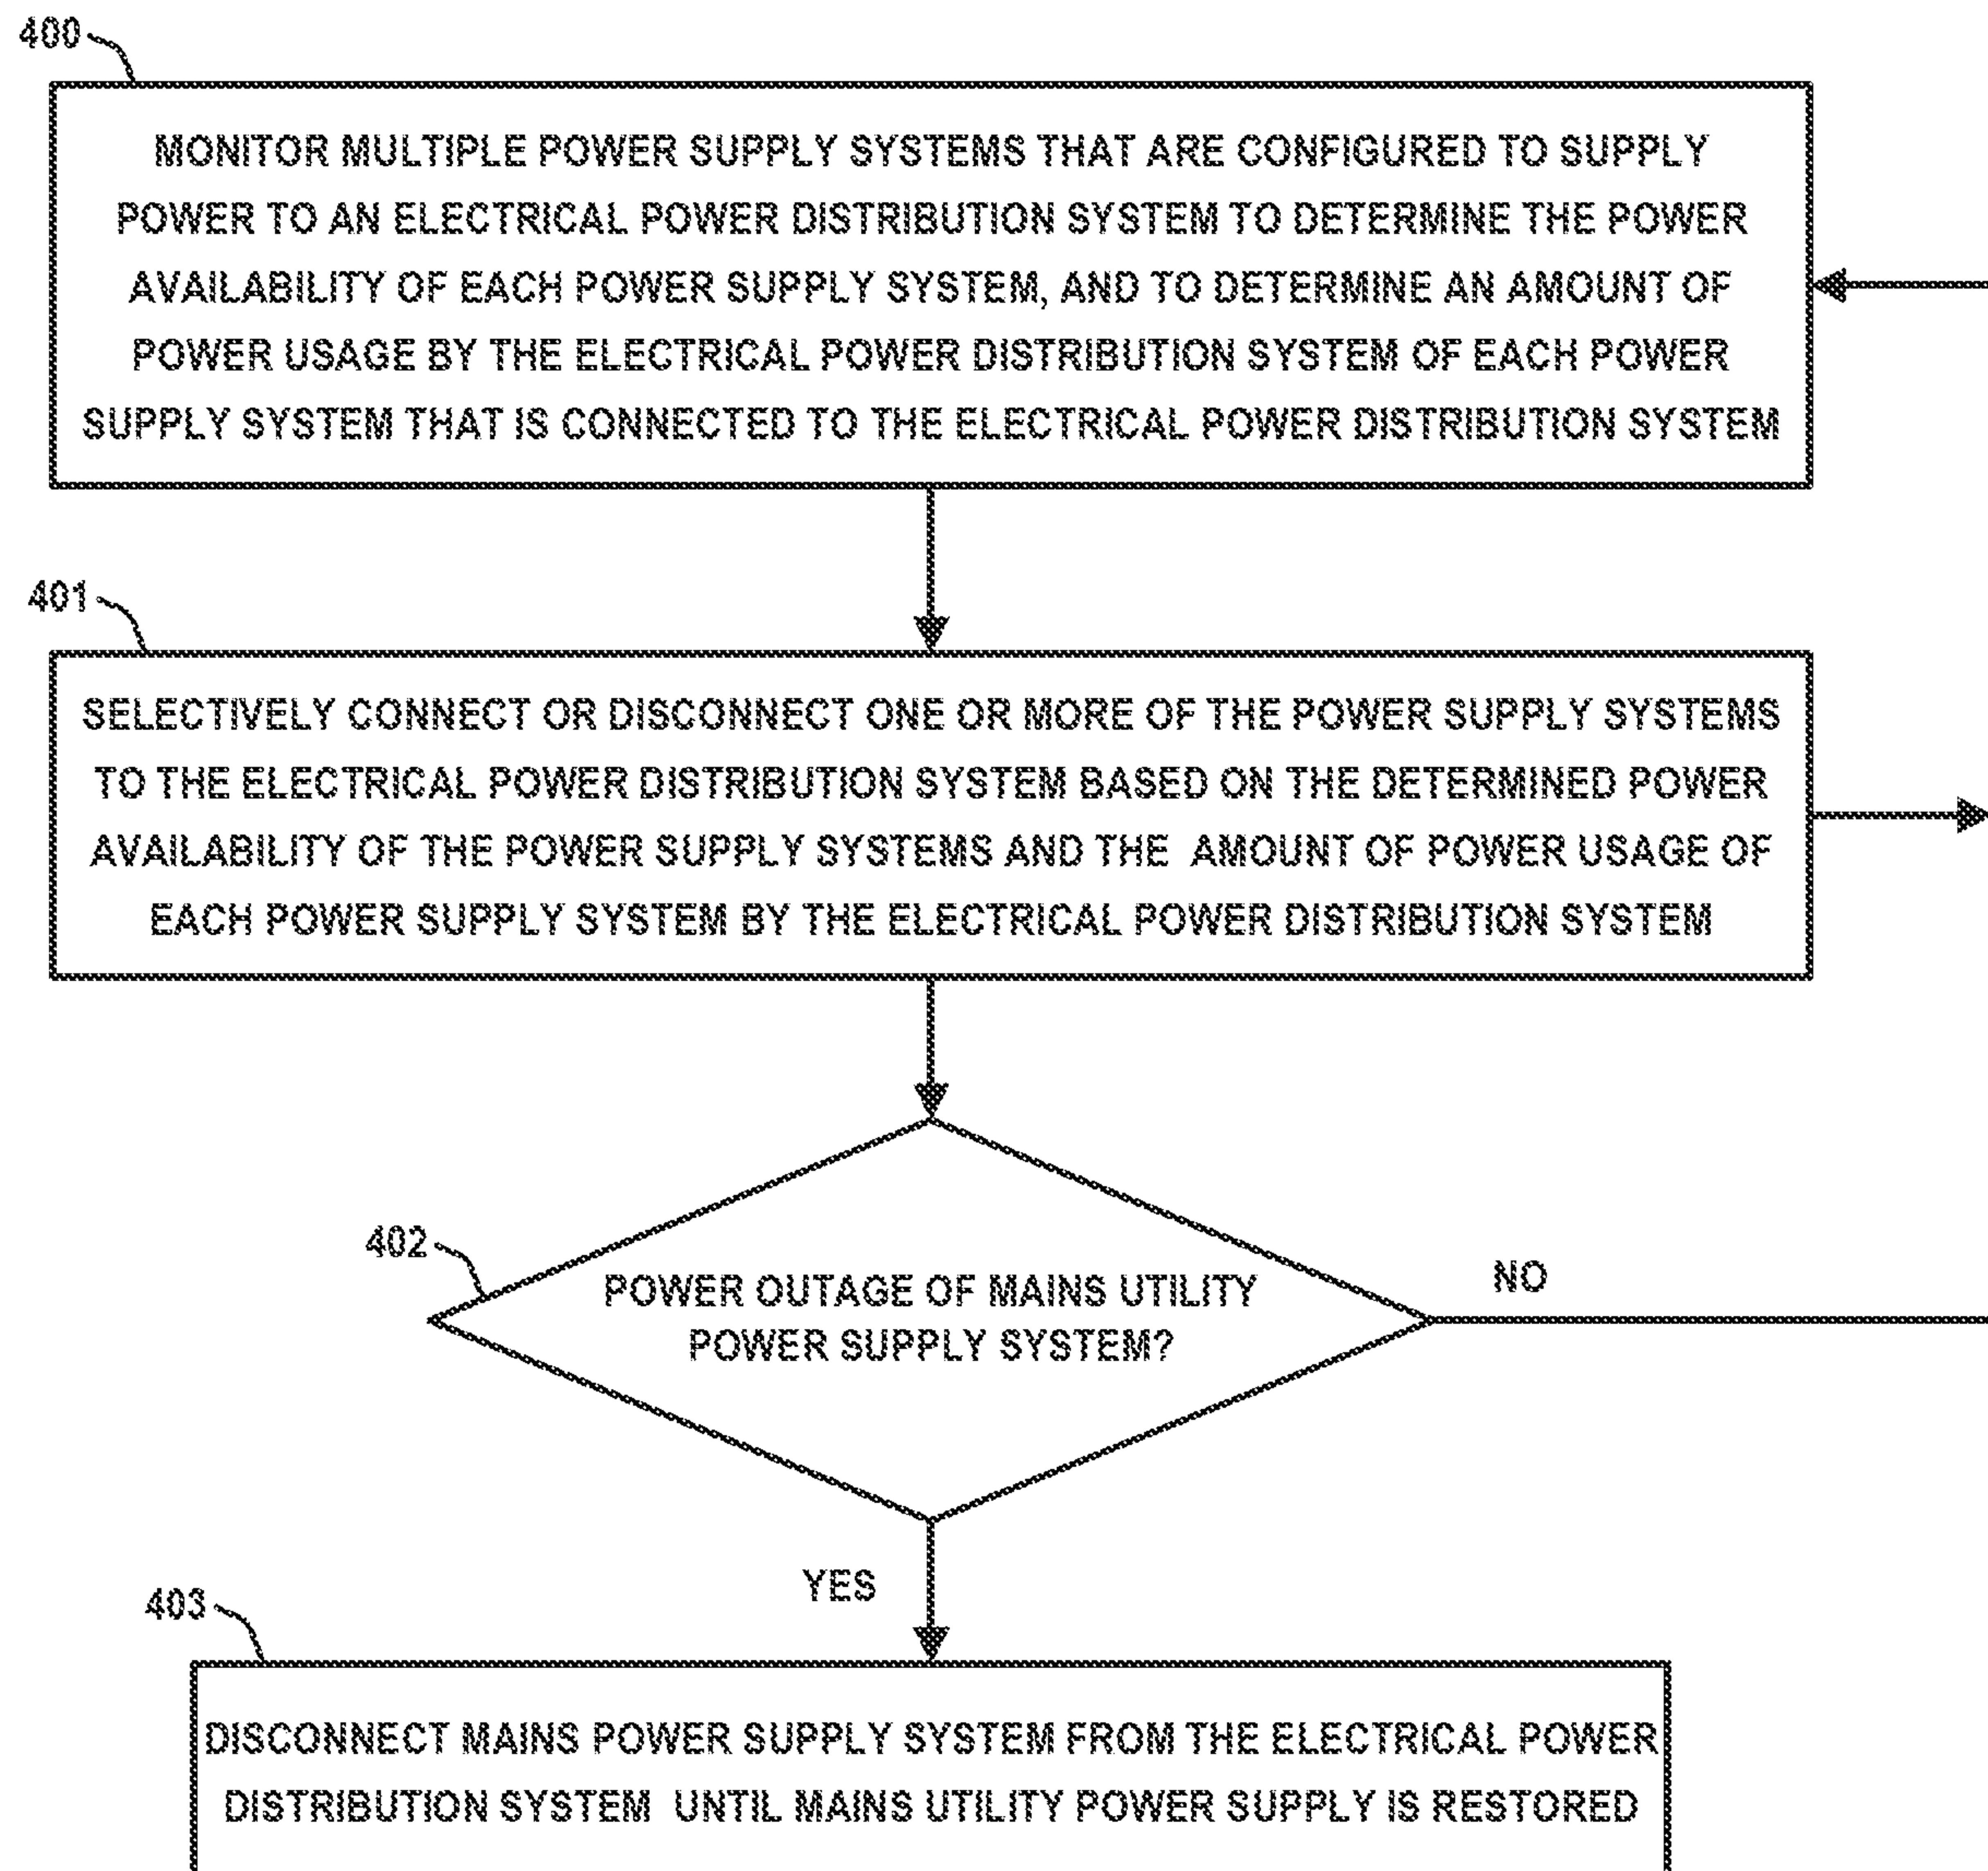 400
MONITOR MULTIPLE POWER SUPPLY SYSTEMS THAT ARE CONFIGURED TO SUPPLY
POWER TO AN ELECTRICAL POWER DISTRIBUTION SYSTEM TO DETERMINE THE POWER
AVAILABILITY OF EACH POWER SUPPLY SYSTEM, AND TO DETERMINE AN AMOUNT OF
POWER USAGE BY THE ELECTRICAL POWER DISTRIBUTION SYSTEM OF EACH POWER
SUPPLY SYSTEM THAT IS CONNECTED TO THE ELECTRICAL POWER DISTRIBUTION SYSTEM
401
SELECTIVELY CONNECT OR DISCONNECT ONE OR MORE OF THE POWER SUPPLY SYSTEMS
TO THE ELECTRICAL POWER DISTRIBUTION SYSTEM BASED ON THE DETERMINED POWER
AVAILABILITY OF THE POWER SUPPLY SYSTEMS AND THE AMOUNT OF POWER USAGE OF
EACH POWER SUPPLY SYSTEM BY THE ELECTRICAL POWER DISTRIBUTION SYSTEM
402
POWER OUTAGE OF MAINS UTILITY
POWER SUPPLY SYSTEM?
NO
YES
403
DISCONNECT MAINS POWER SUPPLY SYSTEM FROM THE ELECTRICAL POWER
DISTRIBUTION SYSTEM UNTIL MAINS UTILITY POWER SUPPLY IS RESTORED